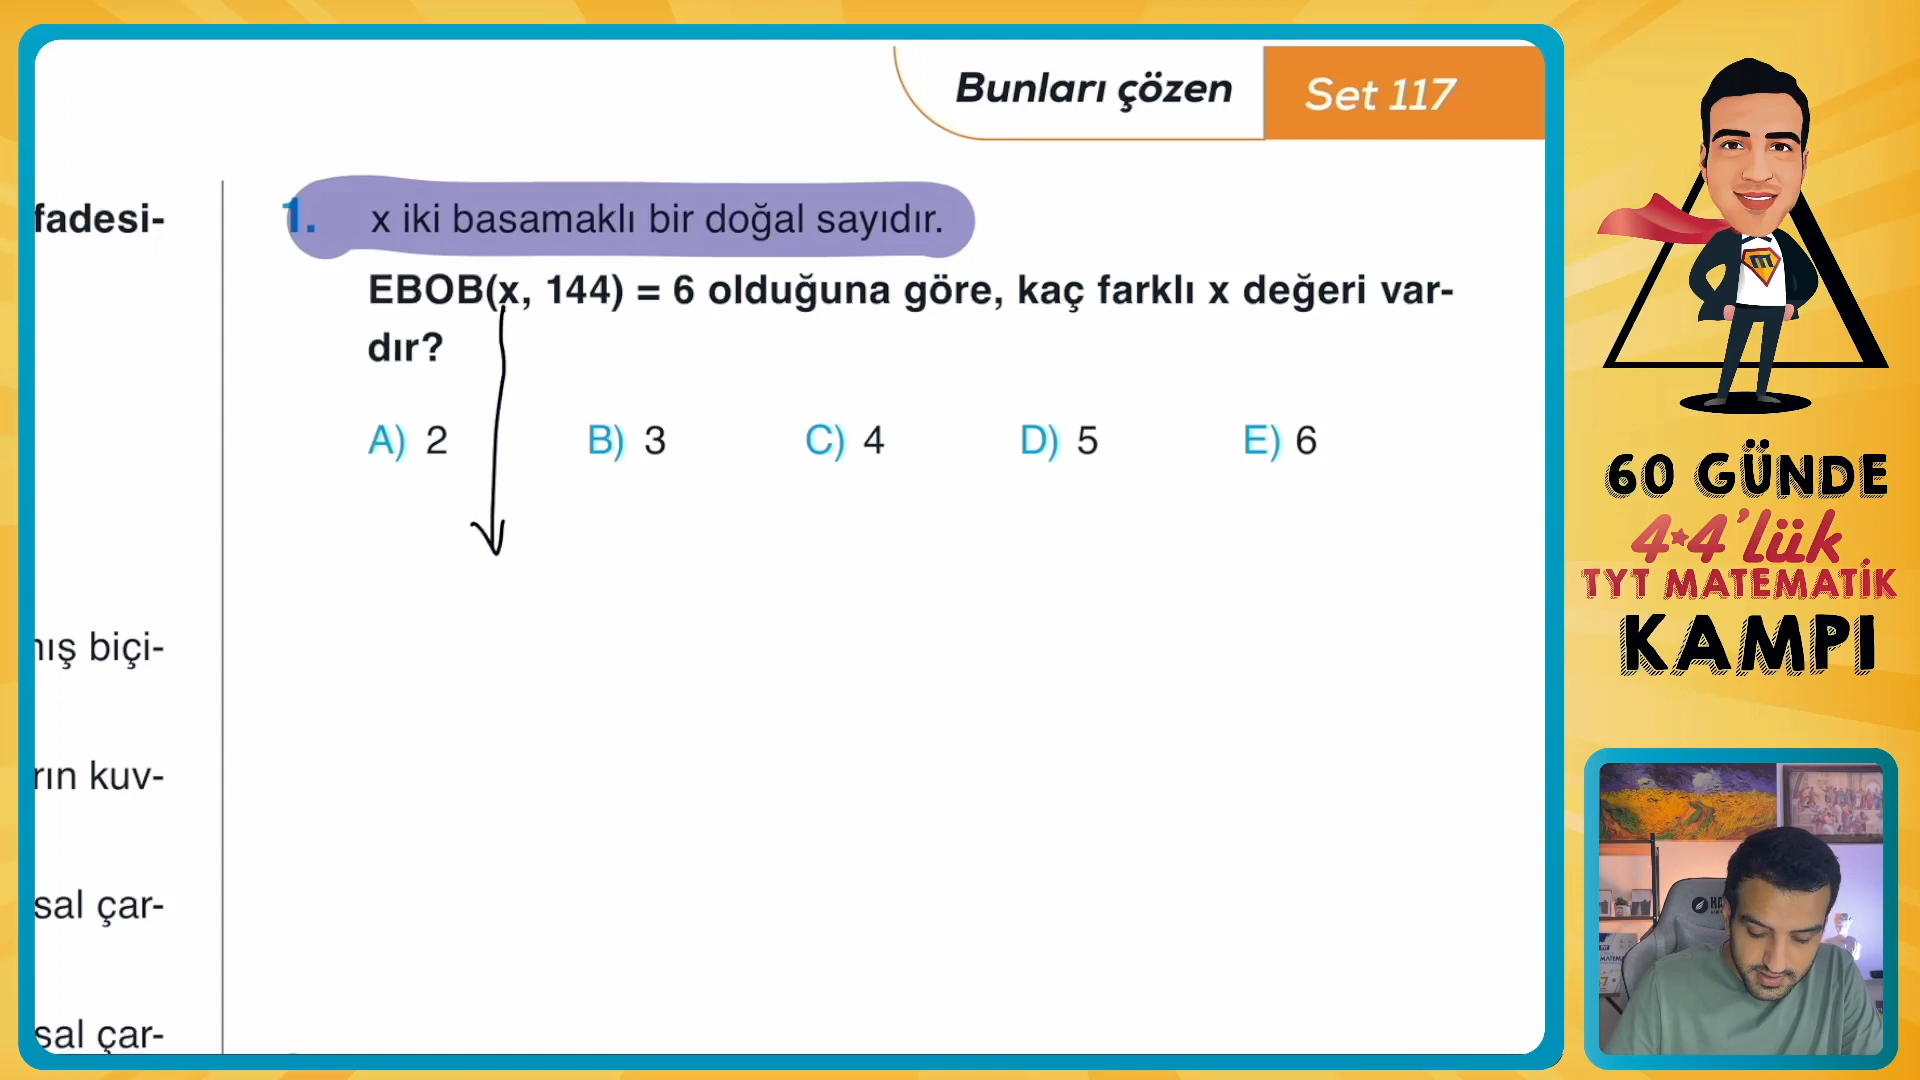 Bunları çözen
Set 117
fadesi-
1. x iki basamaklı bir doğal sayıdır.
EBOB(x, 144) = 6 olduğuna göre, kaç farklı x değeri var-
dır?
A) 2 B) 3 C) 4 D) 5 E) 6
mış biçi-
rın kuv-
sal çar-
sal çar-
60 GÜNDE
4*4'lük
TYT MATEMATİK
KAMPI